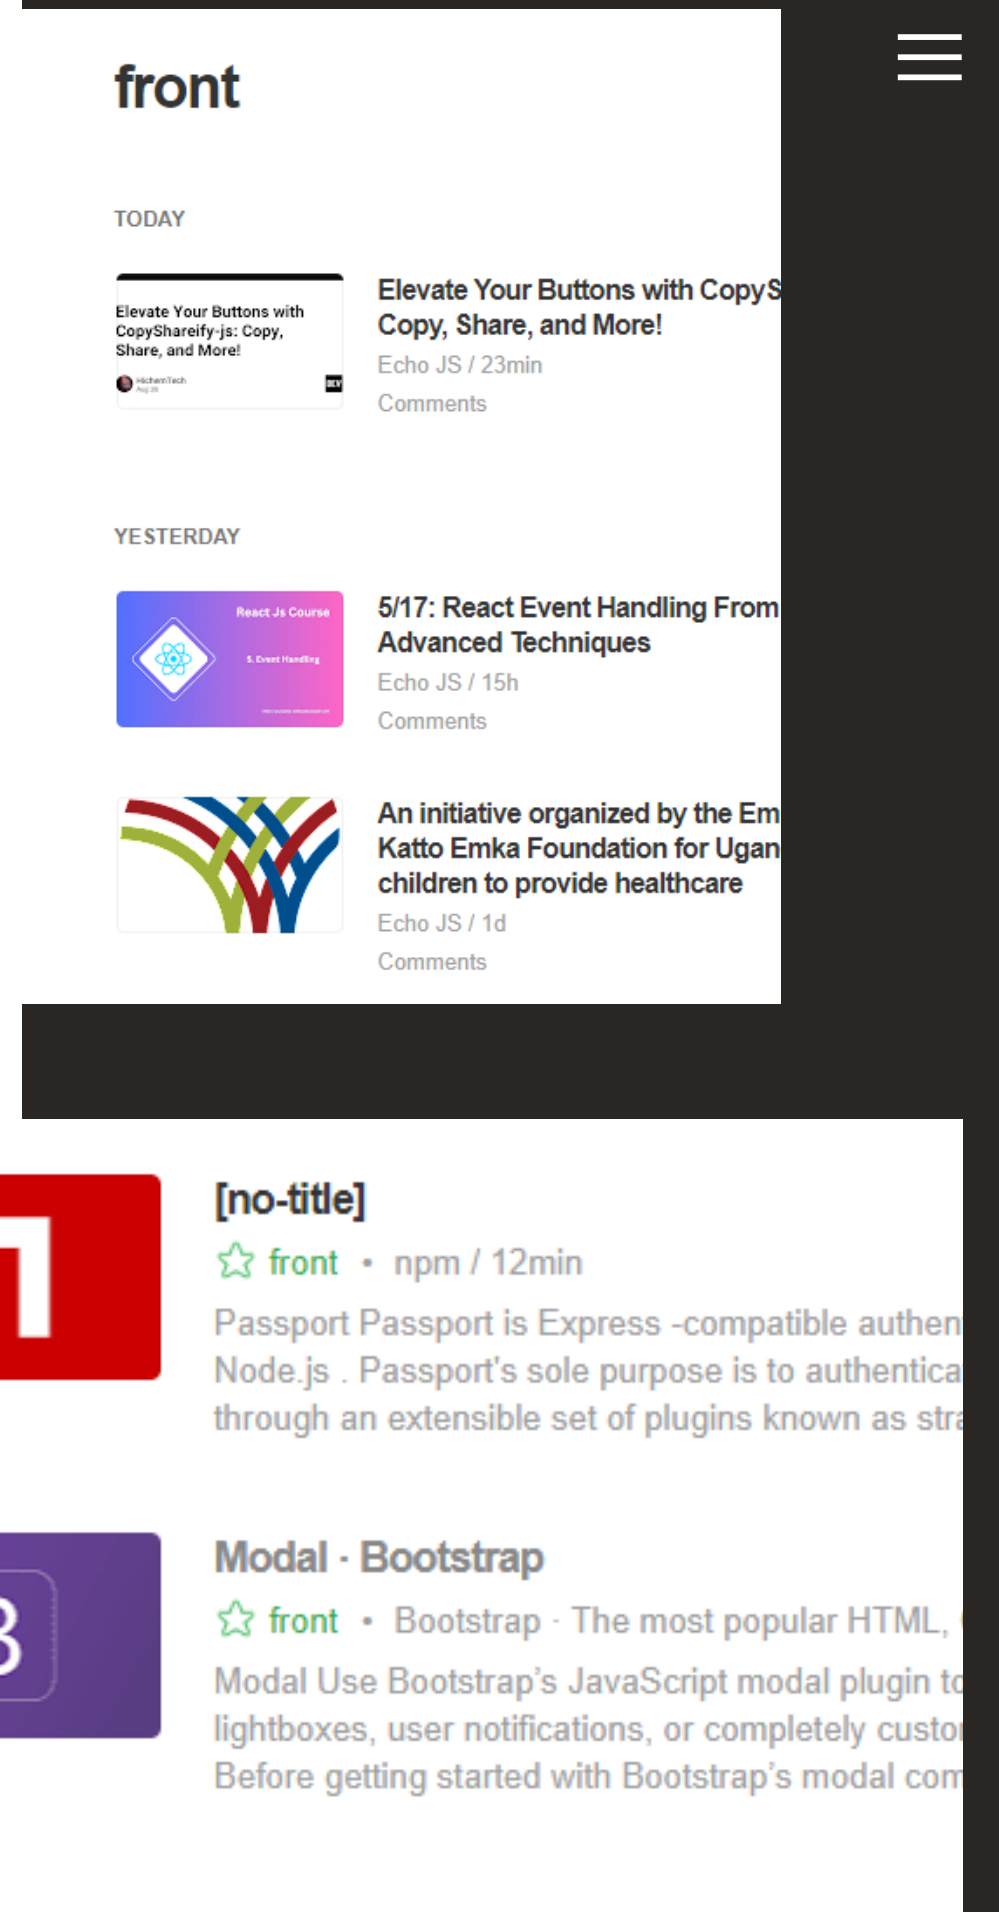 front
TODAY
Elevate Your Buttons with
CopyShareify-js: Copy,
Share, and More!
HichemTech
DEV
Elevate Your Buttons with CopyS
Copy, Share, and More!
Echo JS / 23min
Comments
YESTERDAY
React Js Course
5. Event Handling
5/17: React Event Handling From
Advanced Techniques
Echo JS / 15h
Comments
An initiative organized by the Em
Katto Emka Foundation for Ugan
children to provide healthcare
Echo JS / 1d
Comments
[no-title]
front • npm / 12min
Passport Passport is Express -compatible authen
Node.js . Passport's sole purpose is to authentica
through an extensible set of plugins known as stra
Modal · Bootstrap
front • Bootstrap · The most popular HTML,
Modal Use Bootstrap’s JavaScript modal plugin to
lightboxes, user notifications, or completely custo
Before getting started with Bootstrap’s modal com